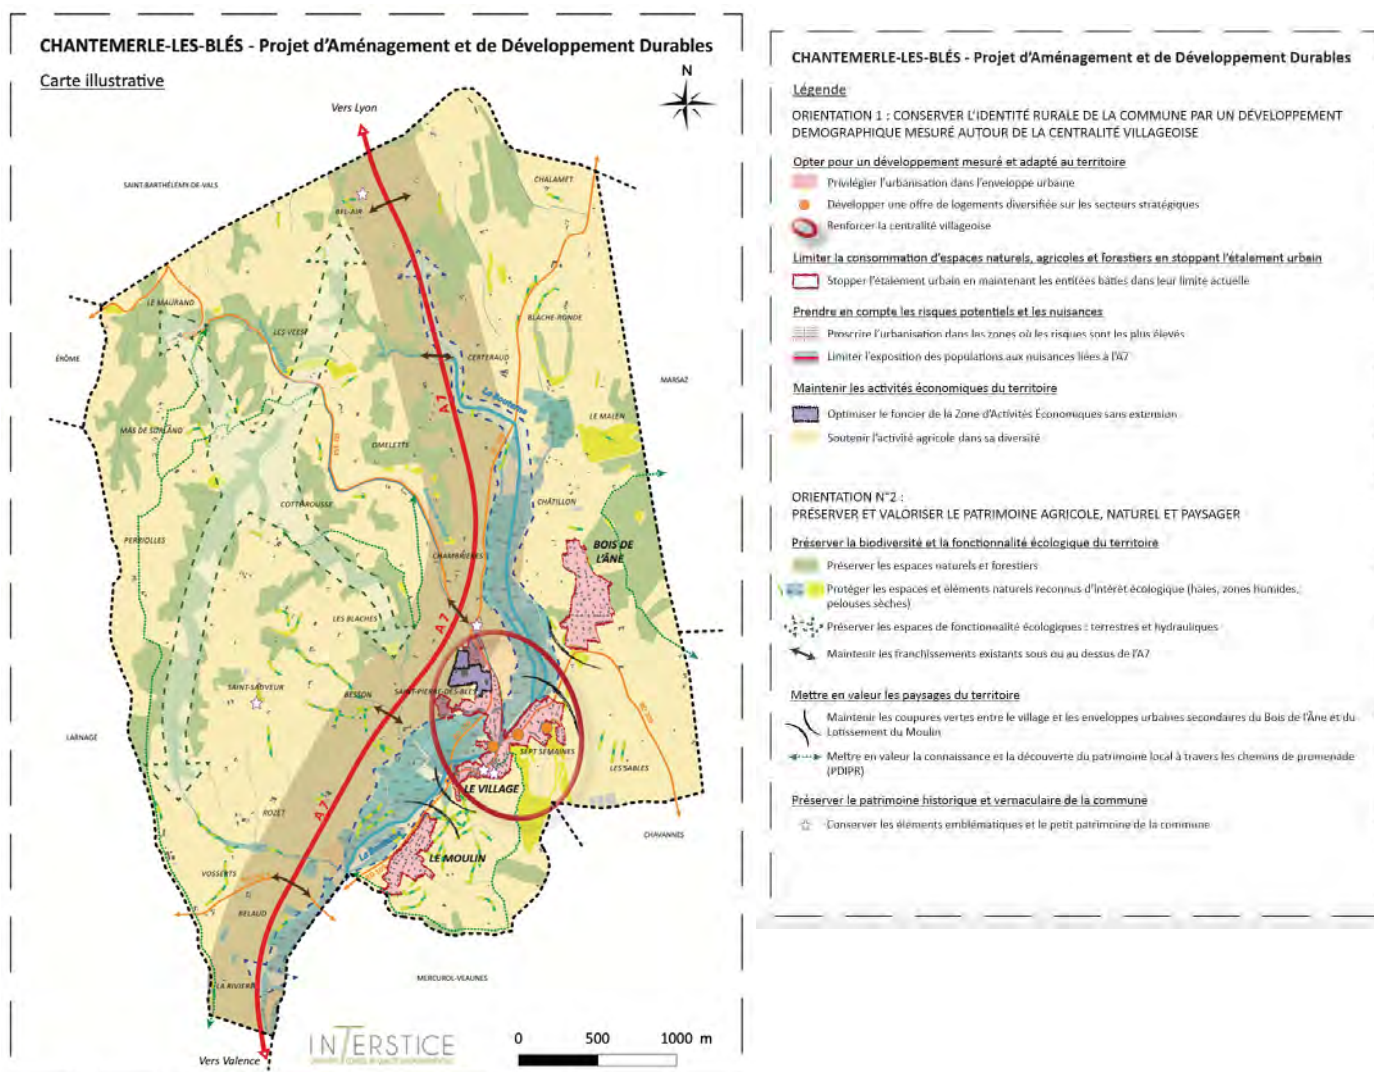 CHANTEMERLE-LES-BLÉS - Projet d'Aménagement et de Développement Durables
Carte illustrative
N
Vers Lyon
SAINT-BARTHÉLEMY-DE-VALS
CHALAMET
BEL-AIR
LE MAURAND
LES VEES
BLACHE-RONDE
ÉRÔME
CERTERAUD
MARSAZ
A 7
La Bouterne
LE MALEN
MAS DE SORLAND
OMELETTE
COTTAROUSSE
CHÂTILLON
PERRIOLLES
CHAMBRIÈRES
BOIS DE
L'ÂNE
LES BLACHES
A 7
SAINT-SAUVEUR
BESSON
SAINT-PIERRE-DES-BLÉS
LARNAGE
SEPT SEMAINES
LES SABLES
LE VILLAGE
ROZET
A 7
CHAVANNES
La Bouterne
LE MOULIN
VOSSERTS
BELAUD
LA RIVIÈRE
MERCUROL-VEAUNES
INTERSTICE
0 500 1000 m
Vers Valence
CHANTEMERLE-LES-BLÉS - Projet d'Aménagement et de Développement Durables
Légende
ORIENTATION 1 : CONSERVER L'IDENTITÉ RURALE DE LA COMMUNE PAR UN DÉVELOPPEMENT
DEMOGRAPHIQUE MESURÉ AUTOUR DE LA CENTRALITÉ VILLAGEOISE
Opter pour un développement mesuré et adapté au territoire
Privilégier l'urbanisation dans l'enveloppe urbaine
Développer une offre de logements diversifiée sur les secteurs stratégiques
Renforcer la centralité villageoise
Limiter la consommation d'espaces naturels, agricoles et forestiers en stoppant l'étalement urbain
Stopper l'étalement urbain en maintenant les entitées bâties dans leur limite actuelle
Prendre en compte les risques potentiels et les nuisances
Proscrire l'urbanisation dans les zones où les risques sont les plus élevés
Limiter l'exposition des populations aux nuisances liées à l'A7
Maintenir les activités économiques du territoire
Optimiser le foncier de la Zone d'Activités Économiques sans extension
Soutenir l'activité agricole dans sa diversité
ORIENTATION N°2 :
PRÉSERVER ET VALORISER LE PATRIMOINE AGRICOLE, NATUREL ET PAYSAGER
Préserver la biodiversité et la fonctionnalité écologique du territoire
Préserver les espaces naturels et forestiers
Protéger les espaces et éléments naturels reconnus d'intérêt écologique (haies, zones humides,
pelouses sèches)
Préserver les espaces de fonctionnalité écologiques : terrestres et hydrauliques
Maintenir les franchissements existants sous ou au dessus de l'A7
Mettre en valeur les paysages du territoire
Maintenir les coupures vertes entre le village et les enveloppes urbaines secondaires du Bois de l'Âne et du
Lotissement du Moulin
Mettre en valeur la connaissance et la découverte du patrimoine local à travers les chemins de promenade
(PDIPR)
Préserver le patrimoine historique et vernaculaire de la commune
Conserver les éléments emblématiques et le petit patrimoine de la commune